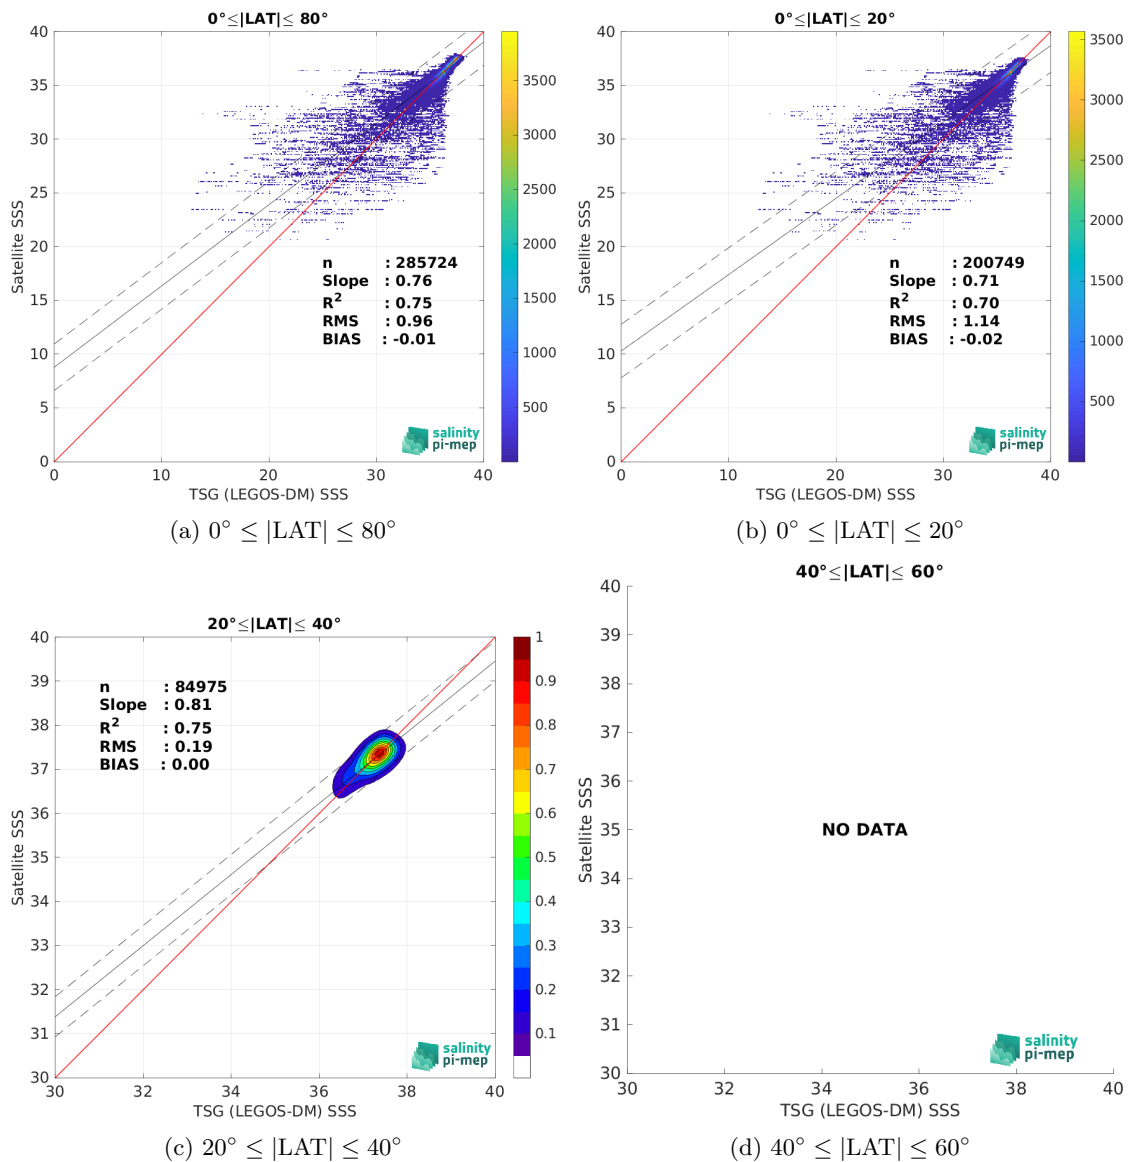 0°≤|LAT|≤ 80°
40
35
30
25
20
15
10
5
0
0
10
20
30
40
Satellite SSS
TSG (LEGOS-DM) SSS
n : 285724
Slope : 0.76
R² : 0.75
RMS : 0.96
BIAS : -0.01
salinity
pi-mep
3500
3000
2500
2000
1500
1000
500
(a) 0° ≤ |LAT| ≤ 80°
0°≤|LAT|≤ 20°
40
35
30
25
20
15
10
5
0
0
10
20
30
40
Satellite SSS
TSG (LEGOS-DM) SSS
n : 200749
Slope : 0.71
R² : 0.70
RMS : 1.14
BIAS : -0.02
salinity
pi-mep
3500
3000
2500
2000
1500
1000
500
(b) 0° ≤ |LAT| ≤ 20°
20°≤|LAT|≤ 40°
40
39
38
37
36
35
34
33
32
31
30
30
32
34
36
38
40
Satellite SSS
TSG (LEGOS-DM) SSS
n : 84975
Slope : 0.81
R² : 0.75
RMS : 0.19
BIAS : 0.00
salinity
pi-mep
1
0.9
0.8
0.7
0.6
0.5
0.4
0.3
0.2
0.1
(c) 20° ≤ |LAT| ≤ 40°
40°≤|LAT|≤ 60°
40
39
38
37
36
35
34
33
32
31
30
30
32
34
36
38
40
Satellite SSS
TSG (LEGOS-DM) SSS
NO DATA
salinity
pi-mep
(d) 40° ≤ |LAT| ≤ 60°